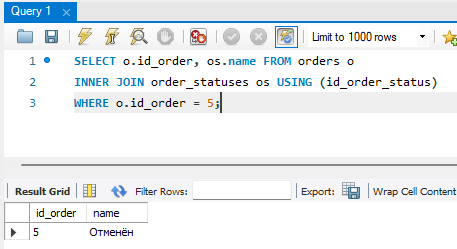 Query 1
Limit to 1000 rows
1 SELECT o.id_order, os.name FROM orders o
2 INNER JOIN order_statuses os USING (id_order_status)
3 WHERE o.id_order = 5;
Result Grid Filter Rows: Export: Wrap Cell Content
id_order name
5 Отменён